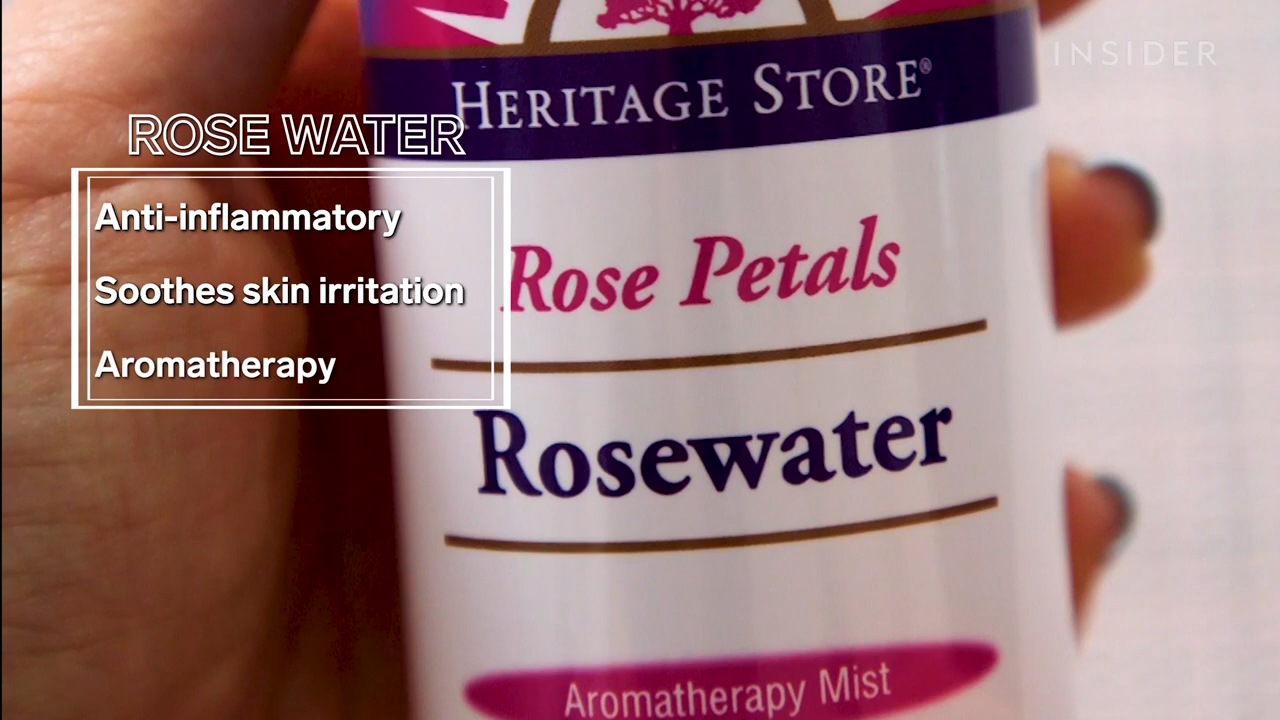 INSIDER
HERITAGE STORE®
ROSE WATER
Anti-inflammatory
Soothes skin irritation
Aromatherapy
Rose Petals
Rosewater
Aromatherapy Mist